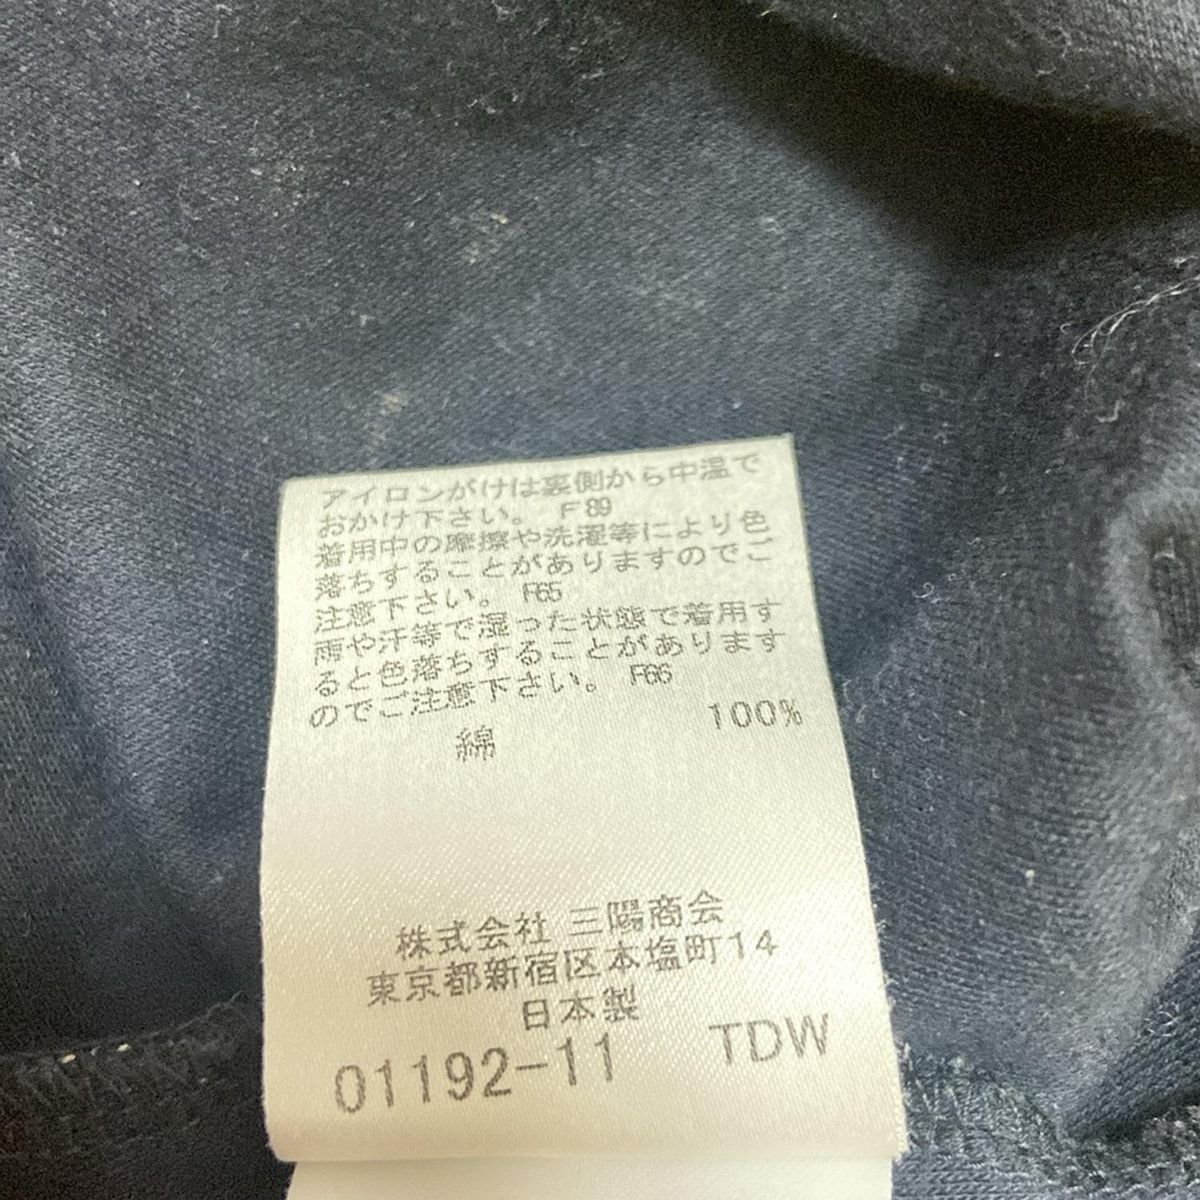 アイロンがけは裏側から中温で
おかけ下さい。 F89
着用中の摩擦や洗濯等により色
落ちすることがありますのでご
注意下さい。 F65
雨や汗等で湿った状態で着用す
ると色落ちすることがあります
のでご注意下さい。 F66
綿 100%
株式会社 三陽商会
東京都新宿区本塩町14
日本製
01192-11 TDW